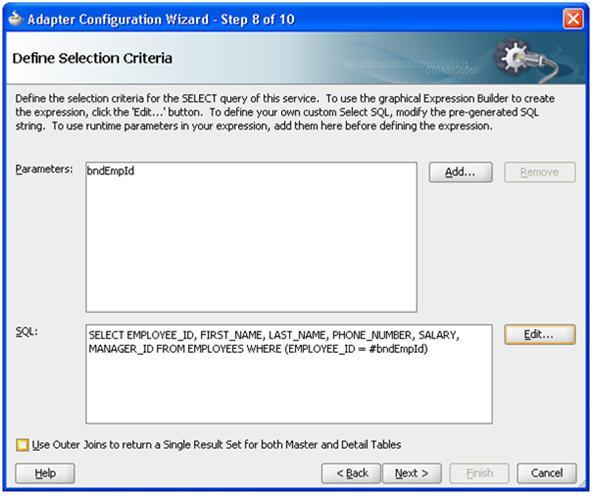 Adapter Configuration Wizard - Step 8 of 10
Define Selection Criteria
Define the selection criteria for the SELECT query of this service. To use the graphical Expression Builder to create
the expression, click the 'Edit...' button. To define your own custom Select SQL, modify the pre-generated SQL
string. To use runtime parameters in your expression, add them here before defining the expression.
Parameters: bndEmpId Add... Remove
SQL: SELECT EMPLOYEE_ID, FIRST_NAME, LAST_NAME, PHONE_NUMBER, SALARY, Edit...
MANAGER_ID FROM EMPLOYEES WHERE (EMPLOYEE_ID = #bndEmpId)
Use Outer Joins to return a Single Result Set for both Master and Detail Tables
Help < Back Next > Finish Cancel